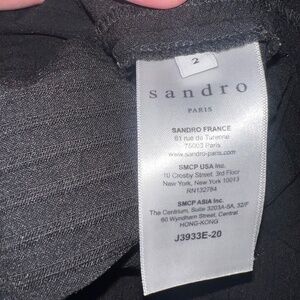 2
sandro
PARIS
SANDRO FRANCE
61 rue de Turenne
75003 Paris
www.sandro-paris.com
SMCP USA Inc.
10 Crosby Street, 3rd Floor
New York, New York 10013
RN132784
SMCP ASIA Inc.
The Centrium, Suite 3203A-5A, 32/F
60 Wyndham Street, Central
HONG-KONG
J3933E-20